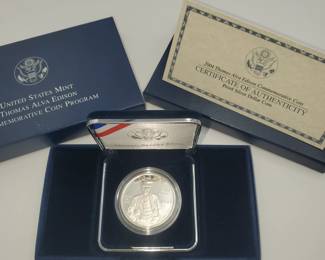 UNITED STATES MINT
THOMAS ALVA EDISON
COMMEMORATIVE COIN PROGRAM
2004 Thomas Alva Edison Commemorative Coin
CERTIFICATE OF AUTHENTICITY
Proof Silver Dollar Coin